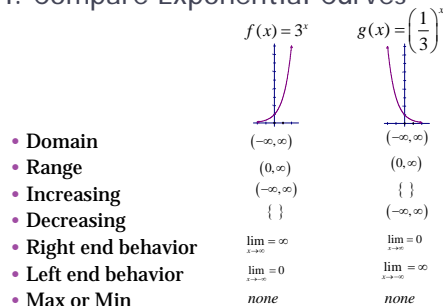 1. Compare Exponential Curves
f(x) = 3^x g(x) = (1/3)^x
• Domain (−∞,∞) (−∞,∞)
• Range (0,∞) (0,∞)
• Increasing (−∞,∞) { }
• Decreasing { } (−∞,∞)
• Right end behavior lim x→∞ = ∞ lim x→∞ = 0
• Left end behavior lim x→−∞ = 0 lim x→−∞ = ∞
• Max or Min none none